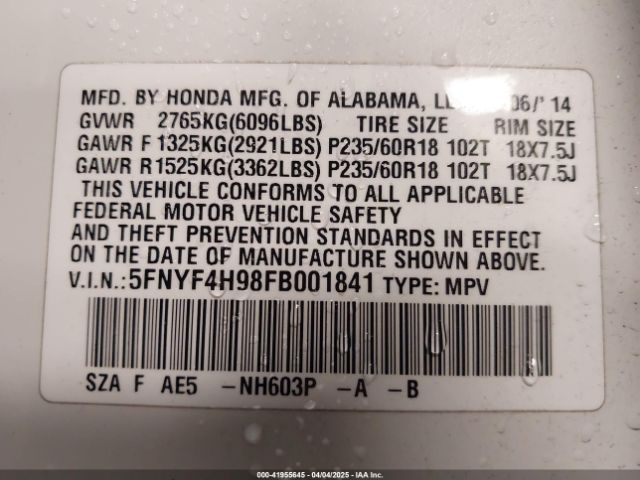 MFD. BY HONDA MFG. OF ALABAMA, 06/'14
GVWR 2765KG(6096LBS) TIRE SIZE RIM SIZE
GAWR F 1325KG(2921LBS) P235/60R18 102T 18X7.5J
GAWR R1525KG(3362LBS) P235/60R18 102T 18X7.5J
THIS VEHICLE CONFORMS TO ALL APPLICABLE
FEDERAL MOTOR VEHICLE SAFETY
AND THEFT PREVENTION STANDARDS IN EFFECT
ON THE DATE OF MANUFACTURE SHOWN ABOVE.
V.I.N.: 5FNYF4H98FB001841 TYPE: MPV
SZA F AE5 -NH603P -A -B
000-41955645 - 04/04/2025 - IAA Inc.